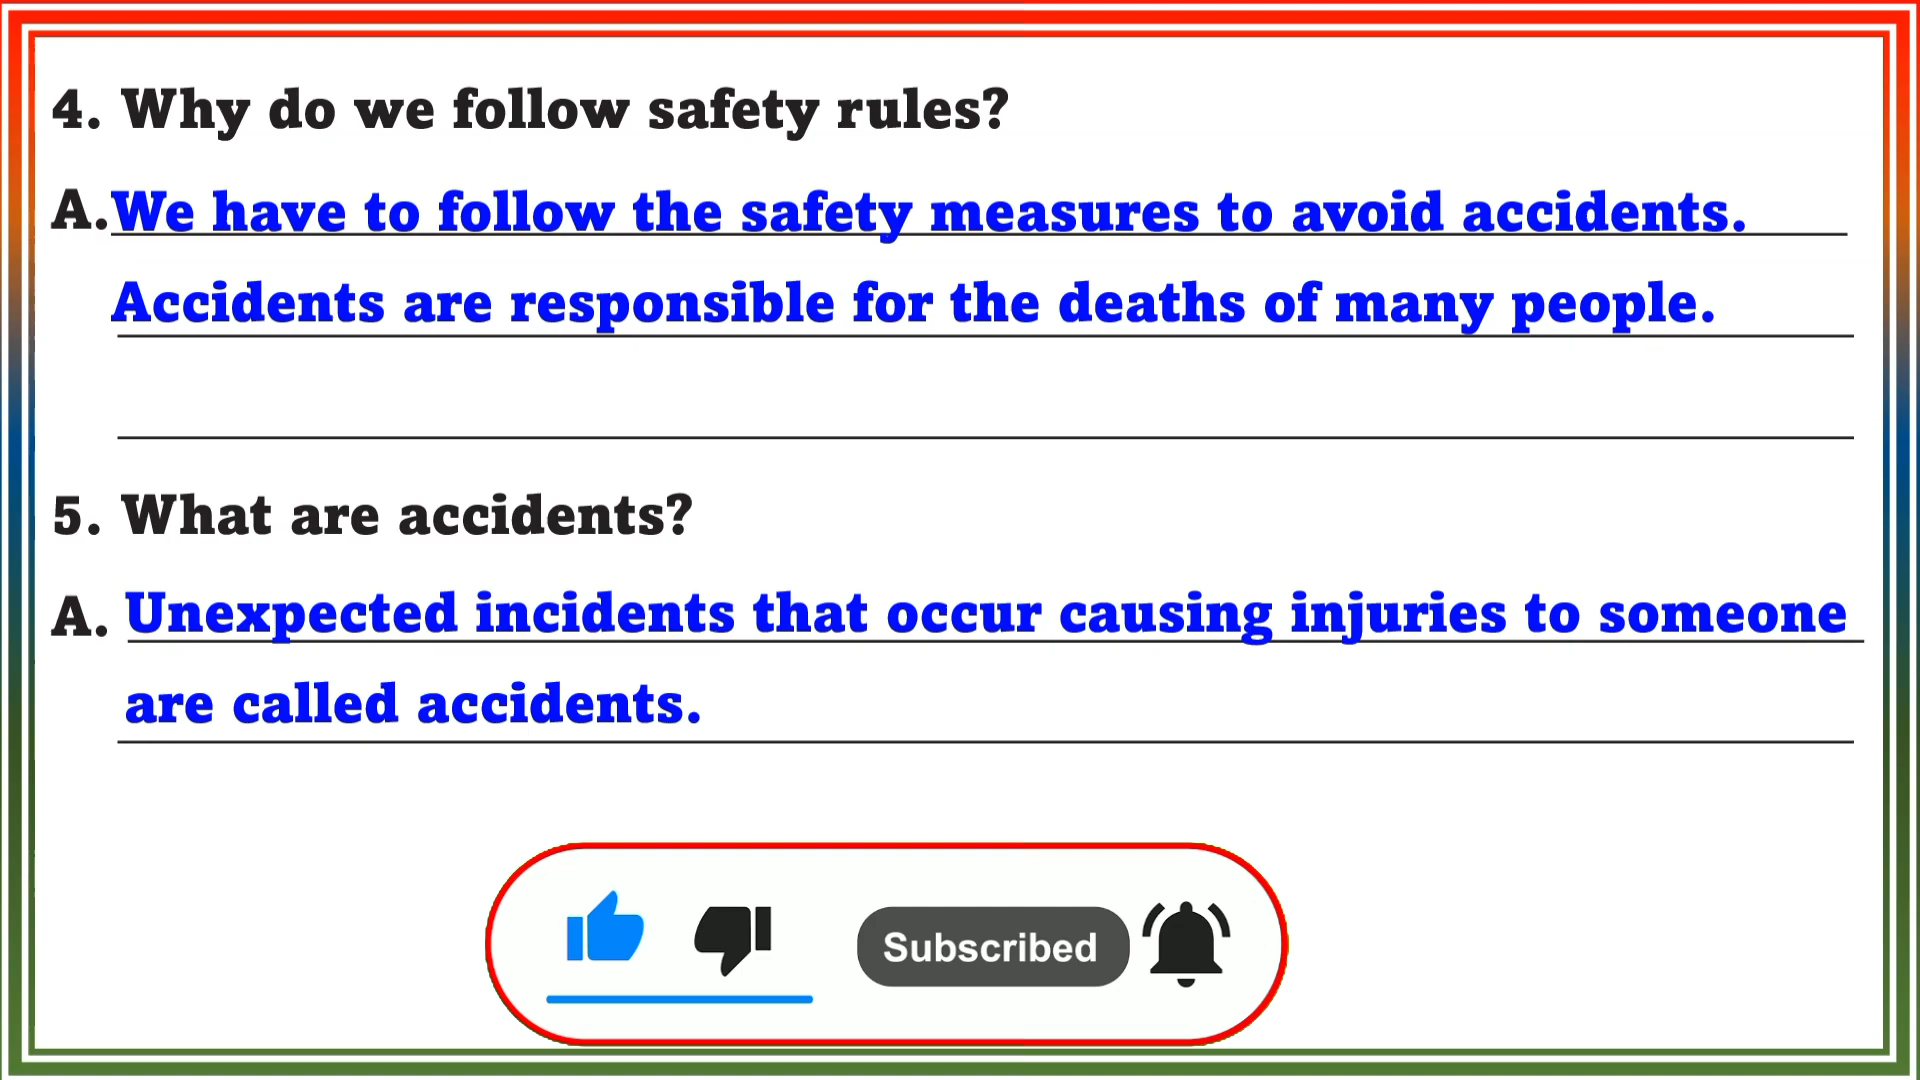 4. Why do we follow safety rules?
A. We have to follow the safety measures to avoid accidents.
Accidents are responsible for the deaths of many people.
5. What are accidents?
A. Unexpected incidents that occur causing injuries to someone
are called accidents.
Subscribed